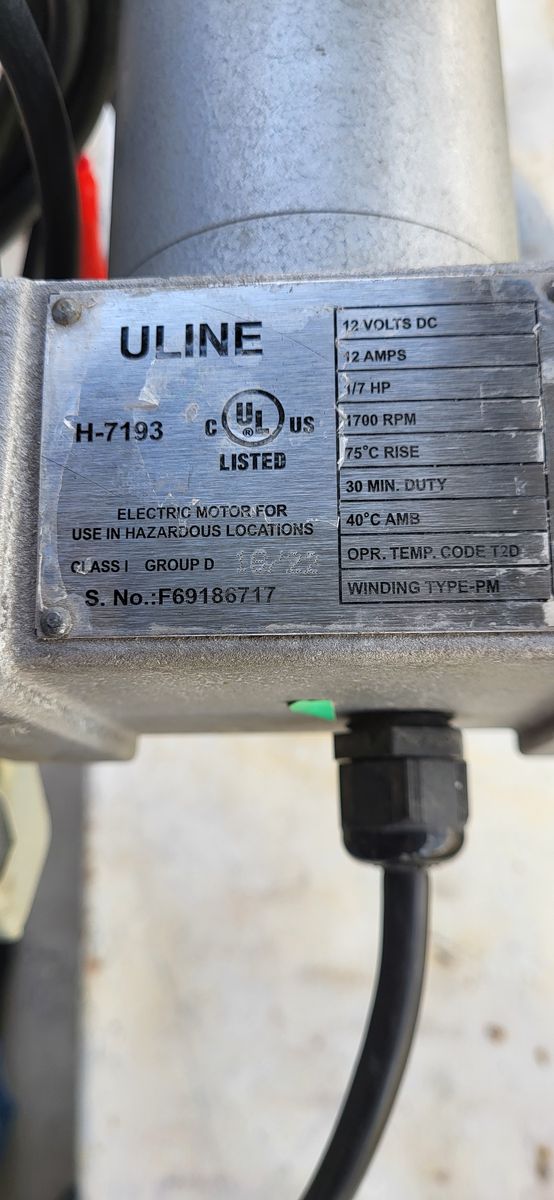 ULINE
H-7193
C UL ® US
LISTED
ELECTRIC MOTOR FOR
USE IN HAZARDOUS LOCATIONS
CLASS I GROUP D
S. No.:F69186717
12 VOLTS DC
12 AMPS
1/7 HP
1700 RPM
75°C RISE
30 MIN. DUTY
40°C AMB
OPR. TEMP. CODE T2D
WINDING TYPE-PM